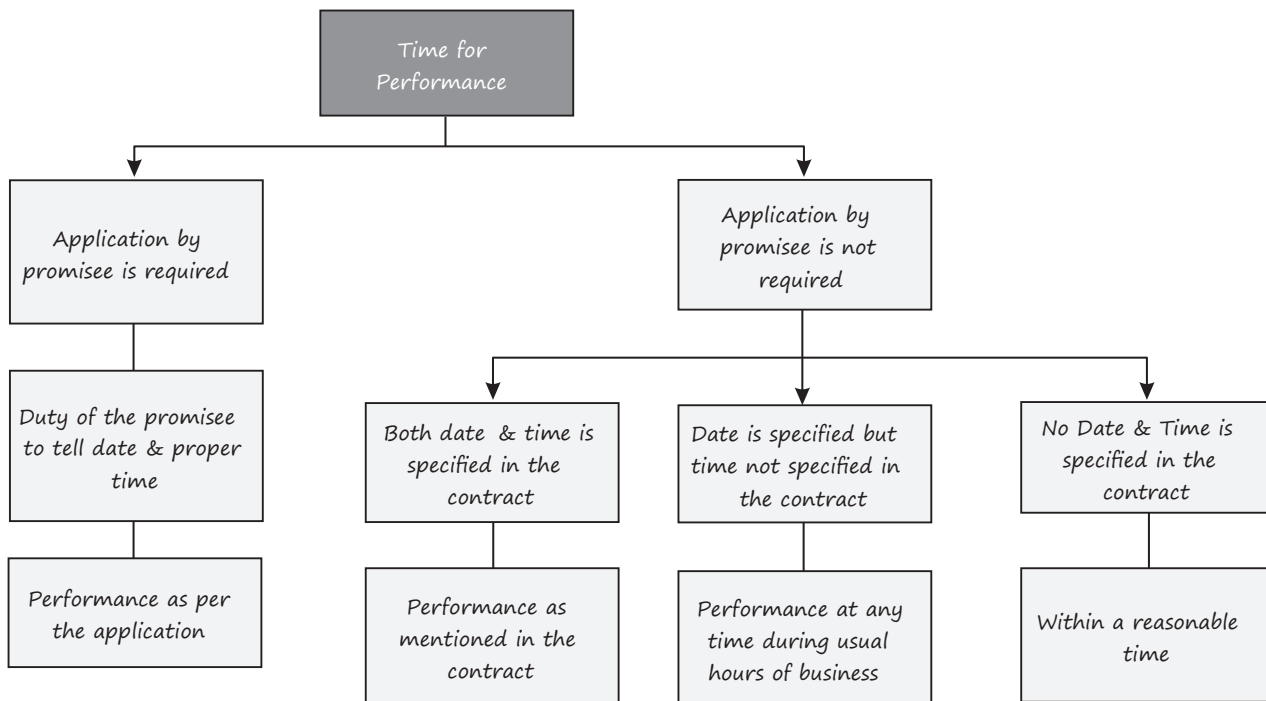 Time for
Performance
Application by
promisee is required
Application by
promisee is not
required
Duty of the promisee
to tell date & proper
time
Both date & time is
specified in the
contract
Date is specified but
time not specified in
the contract
No Date & Time is
specified in the
contract
Performance as per
the application
Performance as
mentioned in the
contract
Performance at any
time during usual
hours of business
Within a reasonable
time